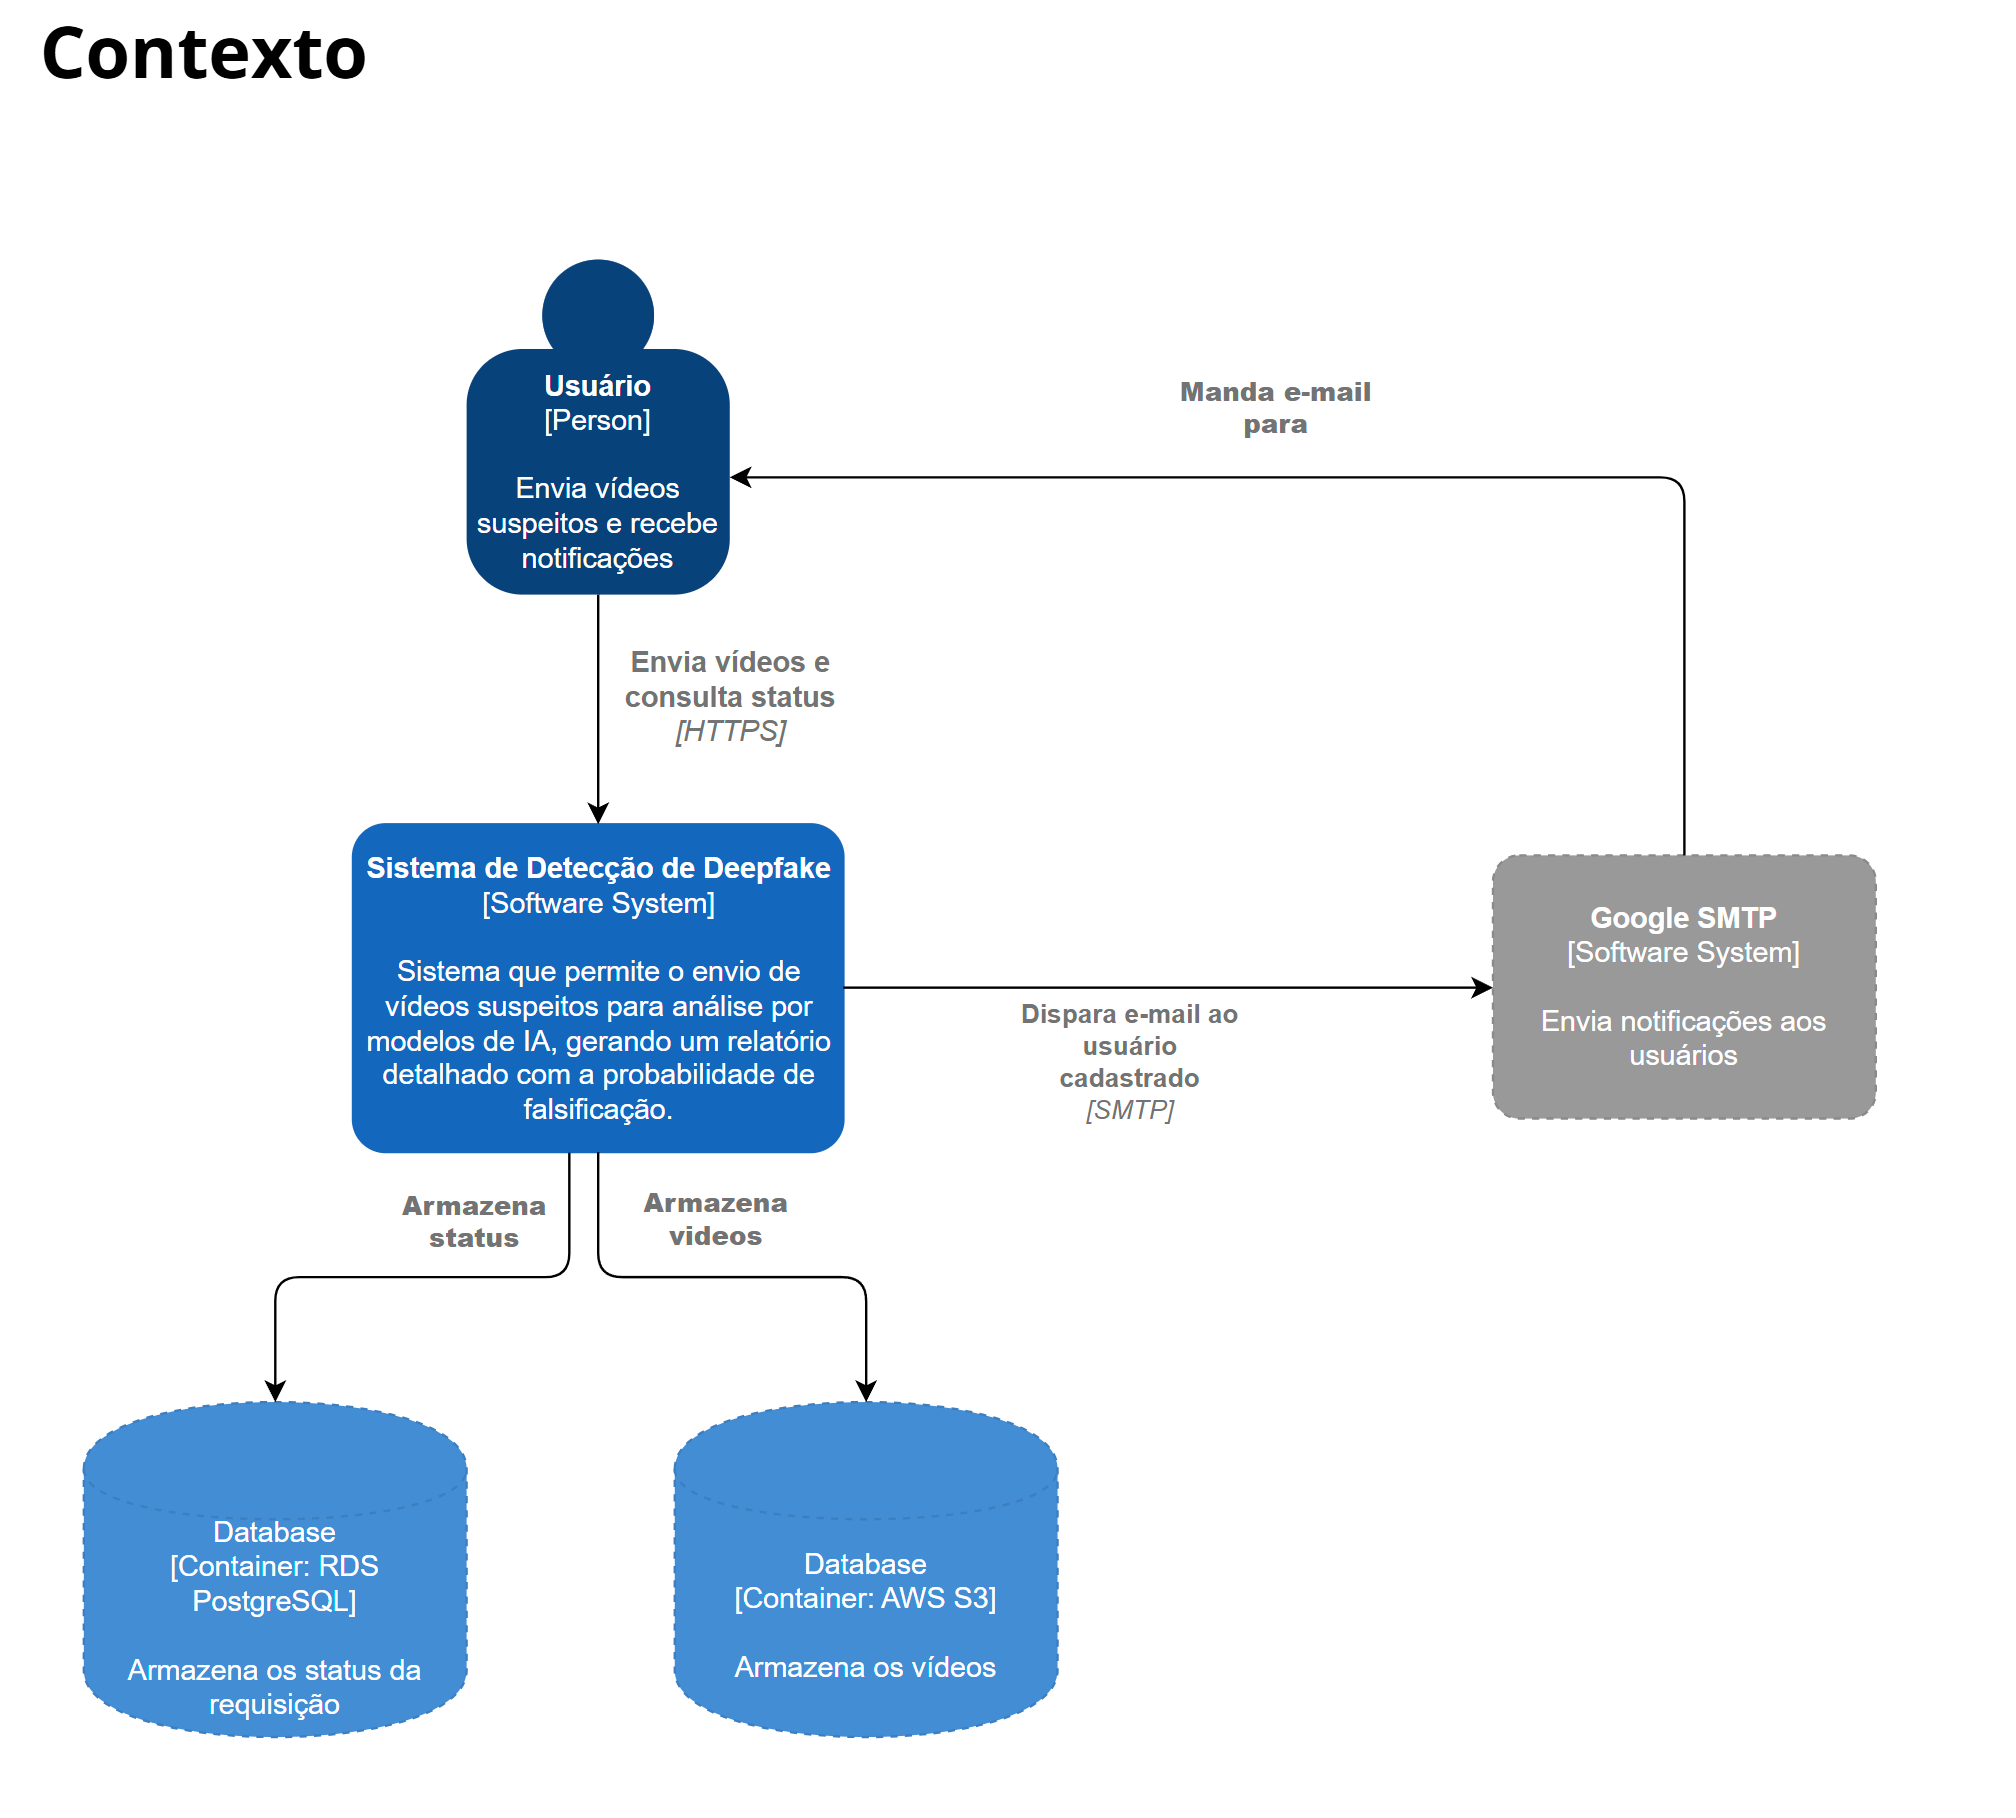 Contexto
Usuário
[Person]
Envia vídeos
suspeitos e recebe
notificações
Manda e-mail
para
Envia vídeos e
consulta status
[HTTPS]
Sistema de Detecção de Deepfake
[Software System]
Sistema que permite o envio de
vídeos suspeitos para análise por
modelos de IA, gerando um relatório
detalhado com a probabilidade de
falsificação.
Dispara e-mail ao
usuário
cadastrado
[SMTP]
Google SMTP
[Software System]
Envia notificações aos
usuários
Armazena
status
Armazena
videos
Database
[Container: RDS
PostgreSQL]
Armazena os status da
requisição
Database
[Container: AWS S3]
Armazena os vídeos